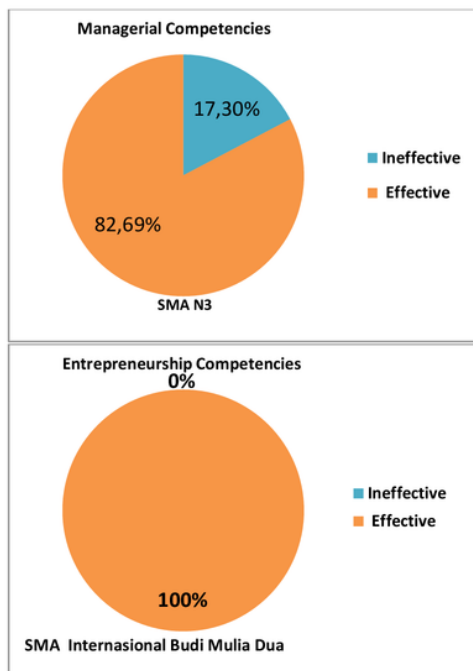 Managerial Competencies
17,30%
Ineffective
Effective
82,69%
SMA N3
Entrepreneurship Competencies
0%
Ineffective
Effective
100%
SMA Internasional Budi Mulia Dua